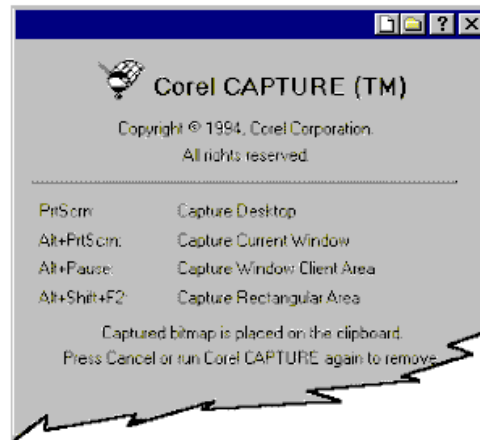 ?
Corel CAPTURE (TM)
Copyright © 1994, Corel Corporation.
All rights reserved.
PrtScrn: Capture Desktop
Alt+PrtScrn: Capture Current Window
Alt+Pause: Capture Window Client Area
Alt+Shift+F2: Capture Rectangular Area
Captured bitmap is placed on the clipboard.
Press Cancel or run Corel CAPTURE again to remove